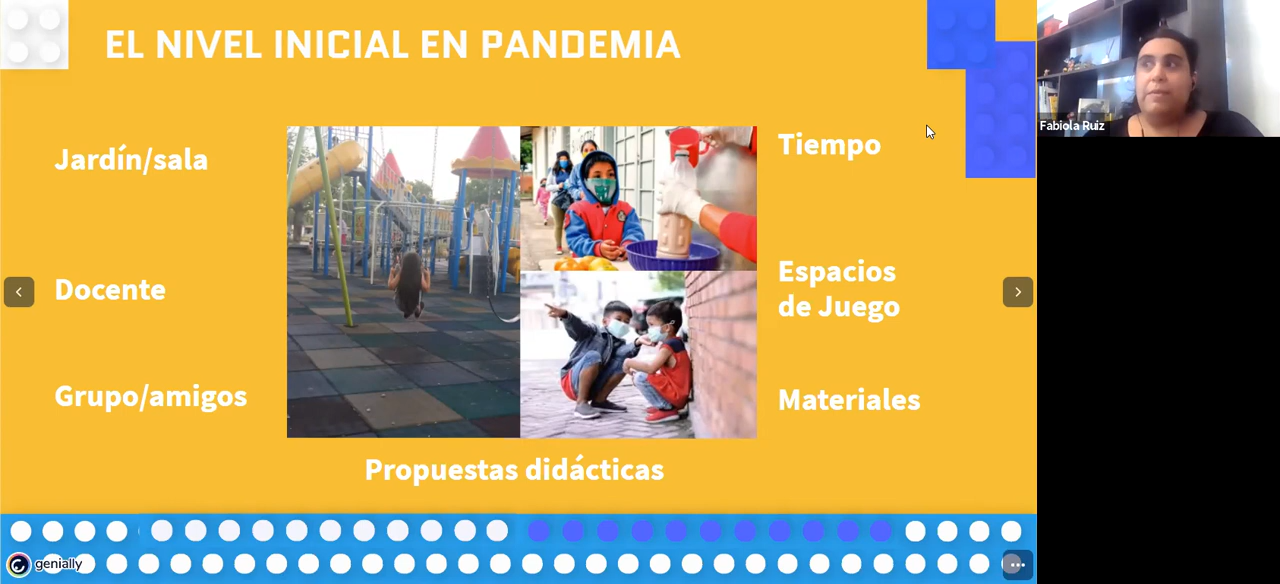 EL NIVEL INICIAL EN PANDEMIA
Jardín/sala
Docente
Grupo/amigos
Tiempo
Espacios
de Juego
Materiales
Propuestas didácticas
genially
Fabiola Ruiz